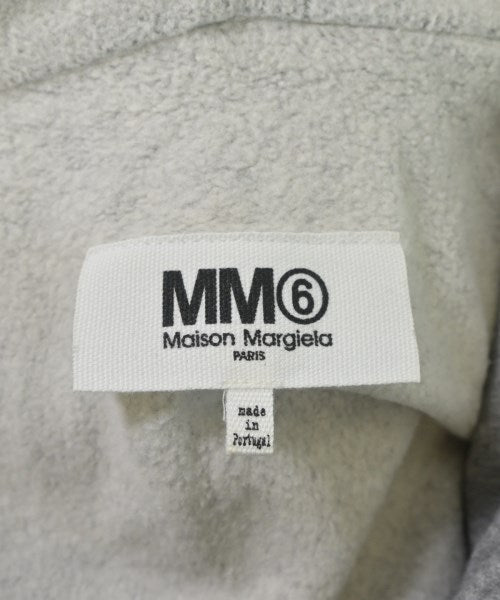 MM⑥
Maison Margiela
PARIS
made
in
Portugal